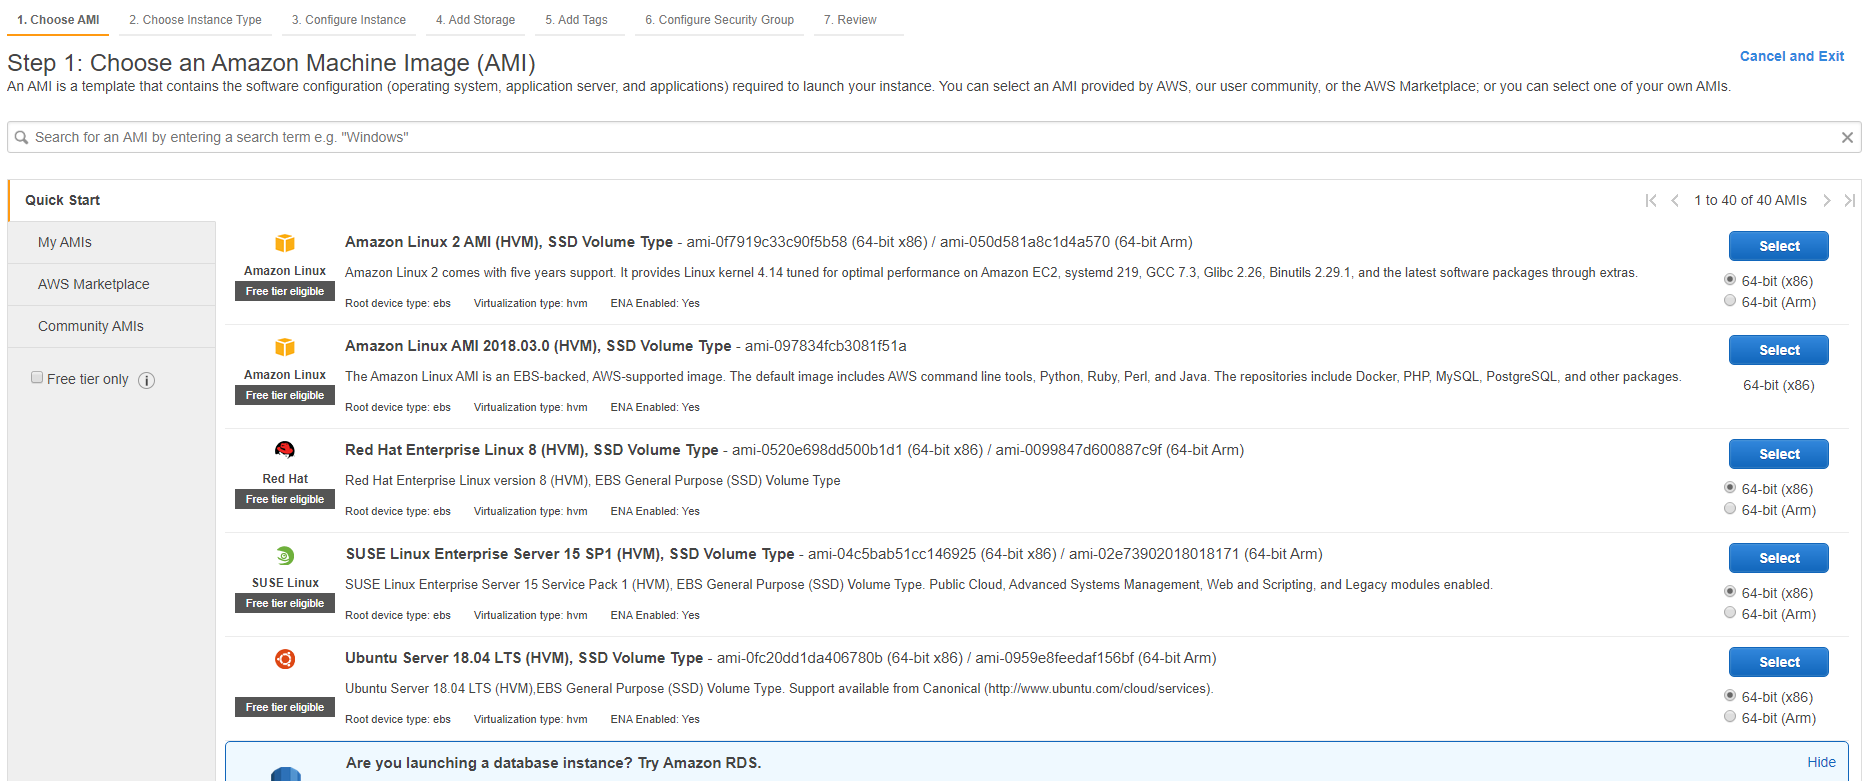 1. Choose AMI 2. Choose Instance Type 3. Configure Instance 4. Add Storage 5. Add Tags 6. Configure Security Group 7. Review
Step 1: Choose an Amazon Machine Image (AMI)
Cancel and Exit
An AMI is a template that contains the software configuration (operating system, application server, and applications) required to launch your instance. You can select an AMI provided by AWS, our user community, or the AWS Marketplace; or you can select one of your own AMIs.
Search for an AMI by entering a search term e.g. "Windows"
Quick Start
My AMIs
AWS Marketplace
Community AMIs
Free tier only
1 to 40 of 40 AMIs
Amazon Linux
Free tier eligible
Amazon Linux 2 AMI (HVM), SSD Volume Type - ami-0f7919c33c90f5b58 (64-bit x86) / ami-050d581a8c1d4a570 (64-bit Arm)
Amazon Linux 2 comes with five years support. It provides Linux kernel 4.14 tuned for optimal performance on Amazon EC2, systemd 219, GCC 7.3, Glibc 2.26, Binutils 2.29.1, and the latest software packages through extras.
Root device type: ebs Virtualization type: hvm ENA Enabled: Yes
Select
64-bit (x86)
64-bit (Arm)
Amazon Linux
Free tier eligible
Amazon Linux AMI 2018.03.0 (HVM), SSD Volume Type - ami-097834fcb3081f51a
The Amazon Linux AMI is an EBS-backed, AWS-supported image. The default image includes AWS command line tools, Python, Ruby, Perl, and Java. The repositories include Docker, PHP, MySQL, PostgreSQL, and other packages.
Root device type: ebs Virtualization type: hvm ENA Enabled: Yes
Select
64-bit (x86)
Red Hat
Free tier eligible
Red Hat Enterprise Linux 8 (HVM), SSD Volume Type - ami-0520e698dd500b1d1 (64-bit x86) / ami-0099847d600887c9f (64-bit Arm)
Red Hat Enterprise Linux version 8 (HVM), EBS General Purpose (SSD) Volume Type
Root device type: ebs Virtualization type: hvm ENA Enabled: Yes
Select
64-bit (x86)
64-bit (Arm)
SUSE Linux
Free tier eligible
SUSE Linux Enterprise Server 15 SP1 (HVM), SSD Volume Type - ami-04c5bab51cc146925 (64-bit x86) / ami-02e73902018018171 (64-bit Arm)
SUSE Linux Enterprise Server 15 Service Pack 1 (HVM), EBS General Purpose (SSD) Volume Type. Public Cloud, Advanced Systems Management, Web and Scripting, and Legacy modules enabled.
Root device type: ebs Virtualization type: hvm ENA Enabled: Yes
Select
64-bit (x86)
64-bit (Arm)
Free tier eligible
Ubuntu Server 18.04 LTS (HVM), SSD Volume Type - ami-0fc20dd1da406780b (64-bit x86) / ami-0959e8feedaf156bf (64-bit Arm)
Ubuntu Server 18.04 LTS (HVM),EBS General Purpose (SSD) Volume Type. Support available from Canonical (http://www.ubuntu.com/cloud/services).
Root device type: ebs Virtualization type: hvm ENA Enabled: Yes
Select
64-bit (x86)
64-bit (Arm)
Are you launching a database instance? Try Amazon RDS.
Hide